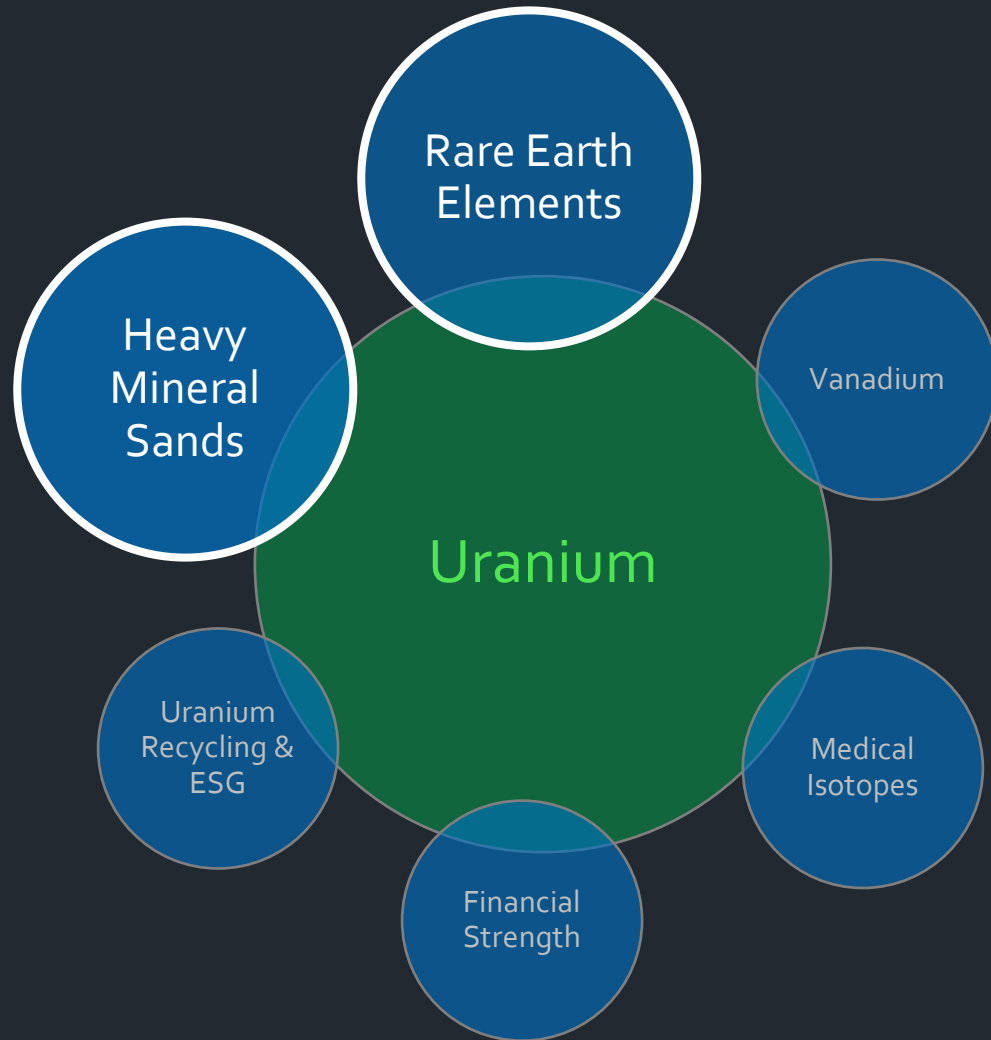 Rare Earth
Elements
Heavy
Mineral
Sands
Vanadium
Uranium
Uranium
Recycling &
ESG
Medical
Isotopes
Financial
Strength